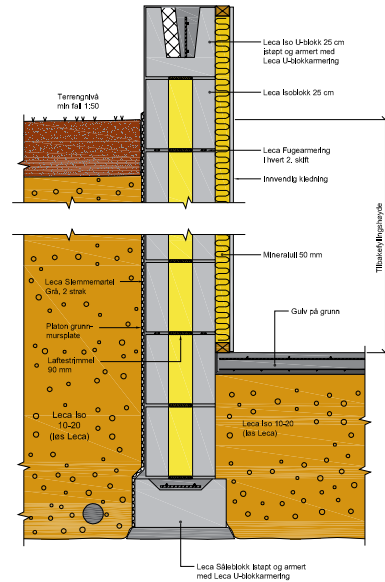 Leca Iso U-blokk 25 cm
istøpt og armert med
Leca U-blokkarmering
Leca Isoblokk 25 cm
Terrengnivå
min fall 1:50
Leca Fugearmering
i hvert 2. skift
Innvendig kledning
Tilbakefyllingshøyde
Mineralull 50 mm
Leca Slemmemørtel
Grå, 2 strøk
Gulv på grunn
Platon grunn-
mursplate
Laftestrimmel
90 mm
Leca Iso
10-20
(løs Leca)
Leca Iso 10-20
(løs Leca)
Leca Såleblokk istøpt og armert
med Leca U-blokkarmering